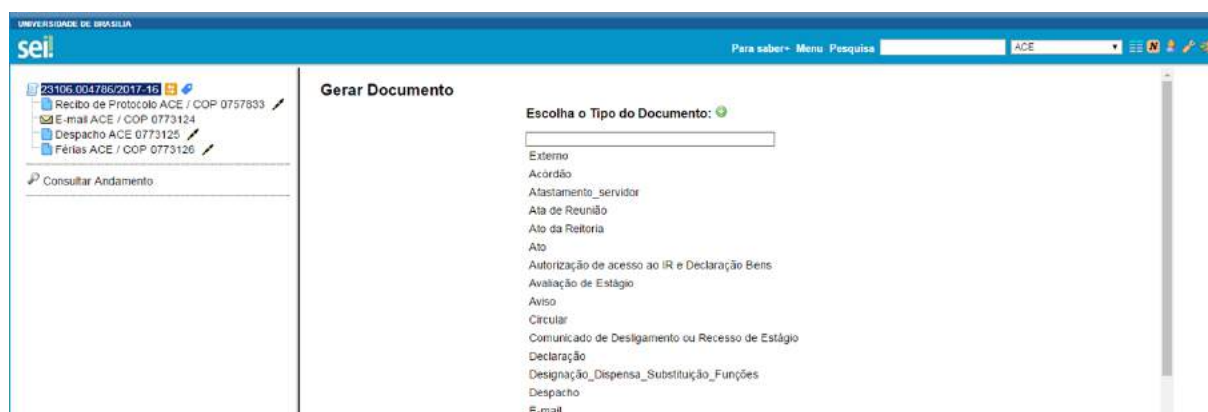 UNIVERSIDADE DE BRASÍLIA
sei!
Para saber+ Menu Pesquisa
ACE
23106.004786/2017-16
Recibo de Protocolo ACE / COP 0757833
E-mail ACE / COP 0773124
Despacho ACE 0773125
Férias ACE / COP 0773126
Consultar Andamento
Gerar Documento
Escolha o Tipo do Documento:
Externo
Acórdão
Afastamento_servidor
Ata de Reunião
Ato da Reitoria
Ato
Autorização de acesso ao IR e Declaração Bens
Avaliação de Estágio
Aviso
Circular
Comunicado de Desligamento ou Recesso de Estágio
Declaração
Designação_Dispensa_Substituição_Funções
Despacho
E-mail